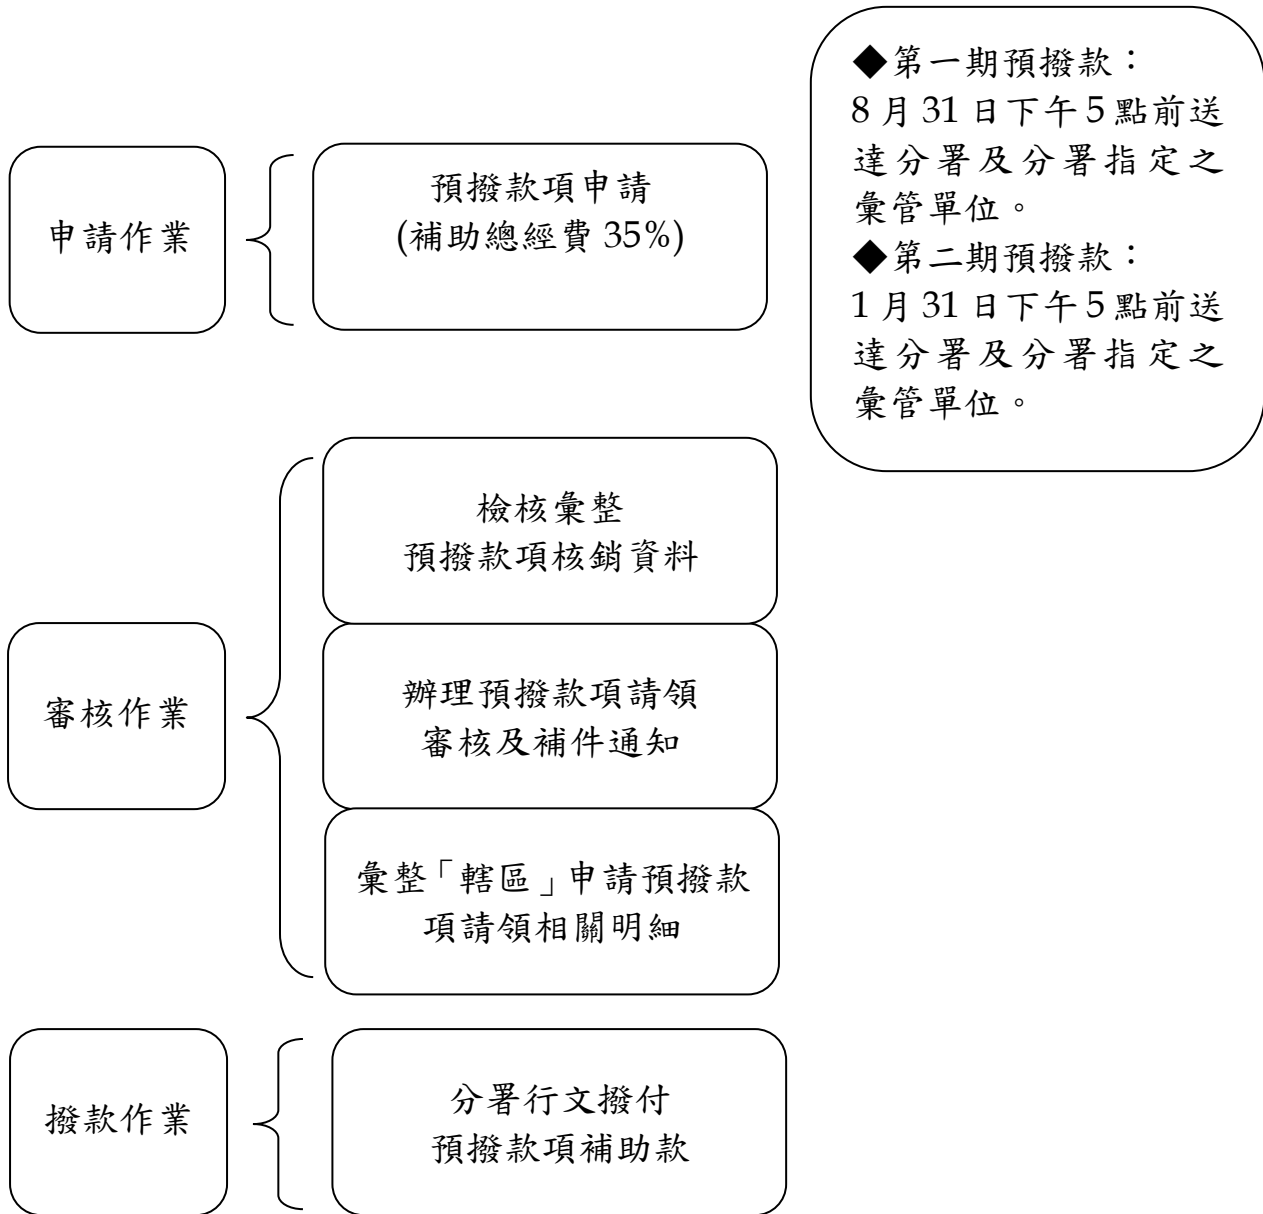 ◆第一期預撥款：
8月31日下午5點前送
達分署及分署指定之
彙管單位。
◆第二期預撥款：
1月31日下午5點前送
達分署及分署指定之
彙管單位。
申請作業
預撥款項申請
(補助總經費 35%)
審核作業
檢核彙整
預撥款項核銷資料
辦理預撥款項請領
審核及補件通知
彙整「轄區」申請預撥款
項請領相關明細
撥款作業
分署行文撥付
預撥款項補助款